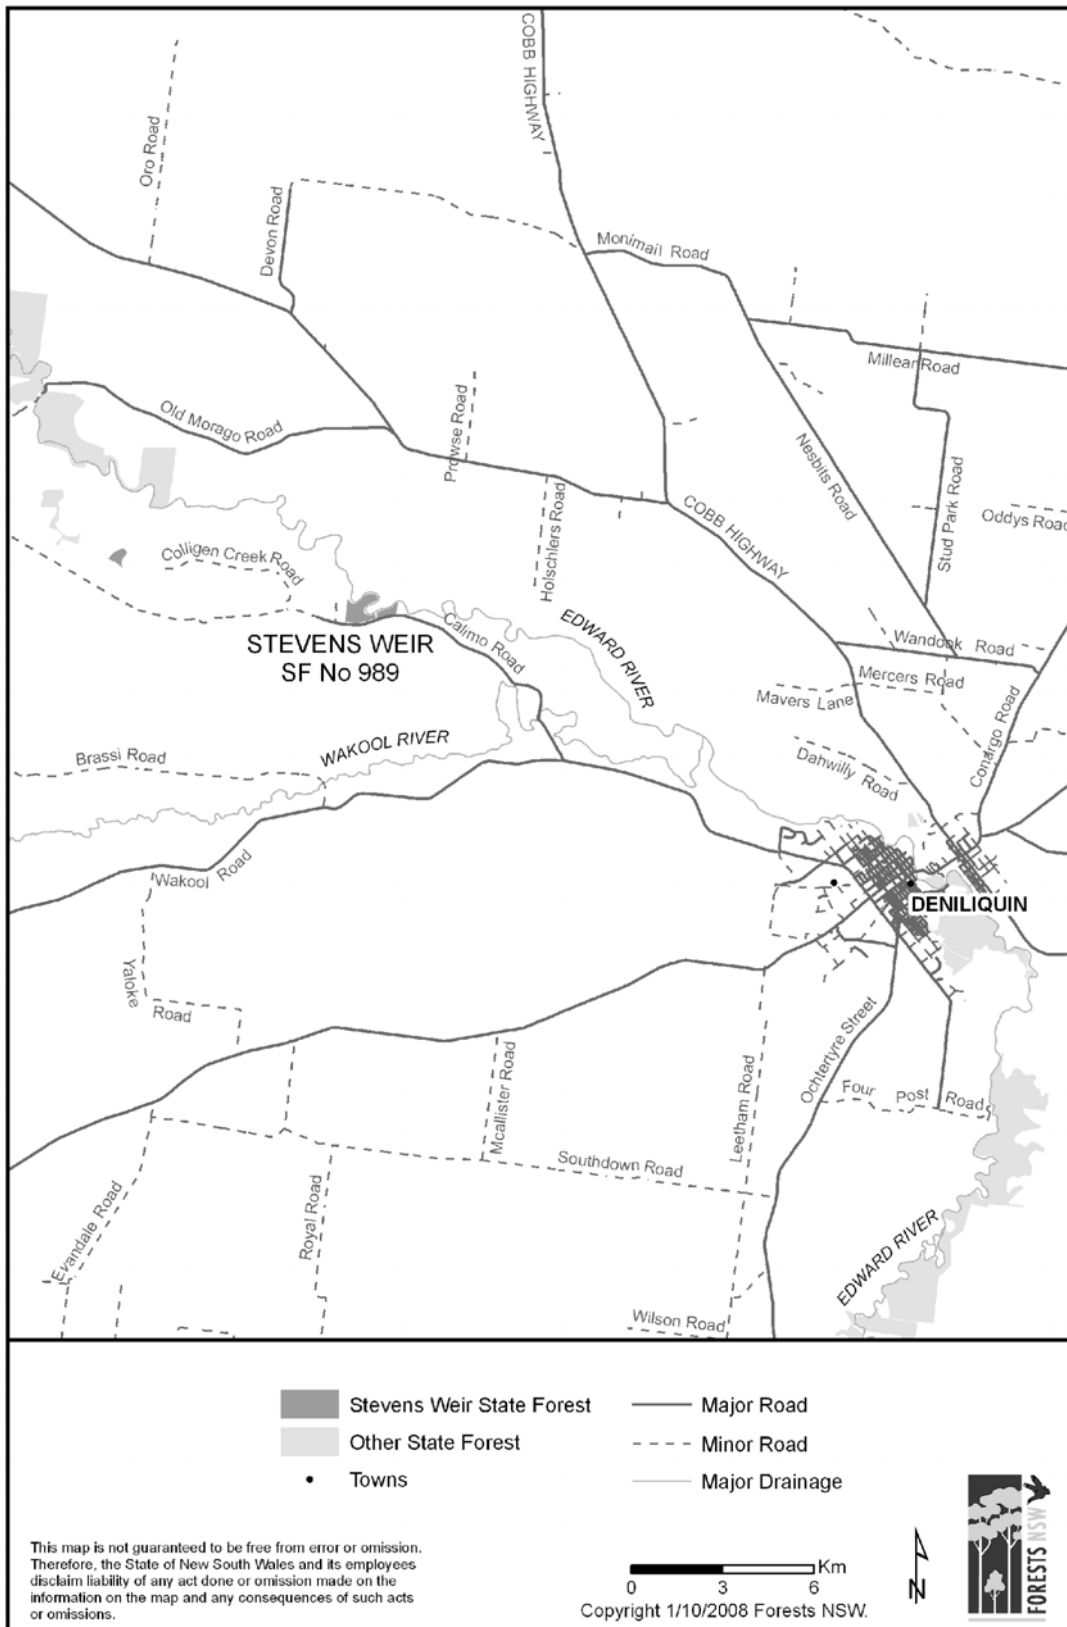 COBB HIGHWAY
Oro Road
Devon Road
Monimail Road
Millear Road
Old Morago Road
Prowse Road
Nesbits Road
Stud Park Road
Oddys Road
COBB HIGHWAY
Holschlers Road
Colligen Creek Road
STEVENS WEIR
SF No 989
Calimo Road
EDWARD RIVER
Wandook Road
Mercers Road
Mavers Lane
Conargo Road
WAKOOL RIVER
Brassi Road
Dahwilly Road
Wakool Road
DENILIQUIN
Yaloke
Road
Ochtertyre Street
Mcallister Road
Leetham Road
Four Post Road
Southdown Road
Evandale Road
Royal Road
EDWARD RIVER
Wilson Road
Stevens Weir State Forest
Major Road
Other State Forest
Minor Road
Towns
Major Drainage
This map is not guaranteed to be free from error or omission.
Therefore, the State of New South Wales and its employees
disclaim liability of any act done or omission made on the
information on the map and any consequences of such acts
or omissions.
Km
0 3 6
Copyright 1/10/2008 Forests NSW.
N
FORESTS NSW